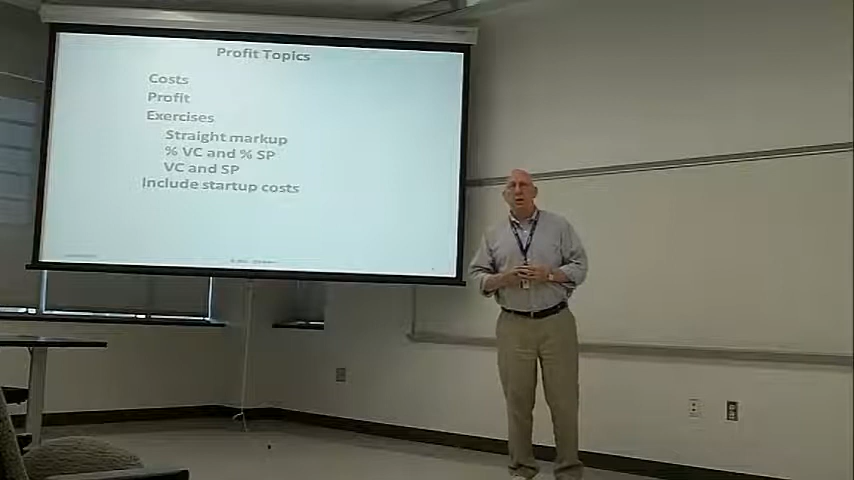 Profit Topics
Costs
Profit
Exercises
Straight markup
% VC and % SP
VC and SP
Include startup costs